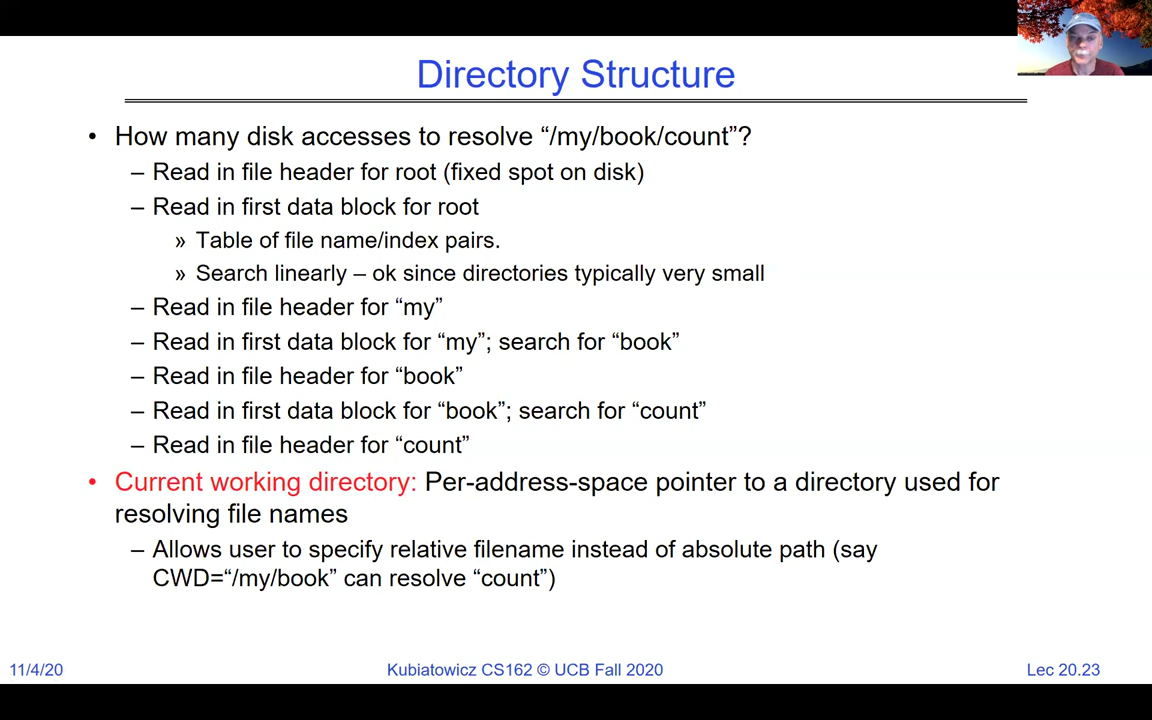 Directory Structure
• How many disk accesses to resolve “/my/book/count”?
– Read in file header for root (fixed spot on disk)
– Read in first data block for root
» Table of file name/index pairs.
» Search linearly – ok since directories typically very small
– Read in file header for “my”
– Read in first data block for “my”; search for “book”
– Read in file header for “book”
– Read in first data block for “book”; search for “count”
– Read in file header for “count”
• Current working directory: Per-address-space pointer to a directory used for
resolving file names
– Allows user to specify relative filename instead of absolute path (say
CWD=“/my/book” can resolve “count”)
11/4/20
Kubiatowicz CS162 © UCB Fall 2020
Lec 20.23